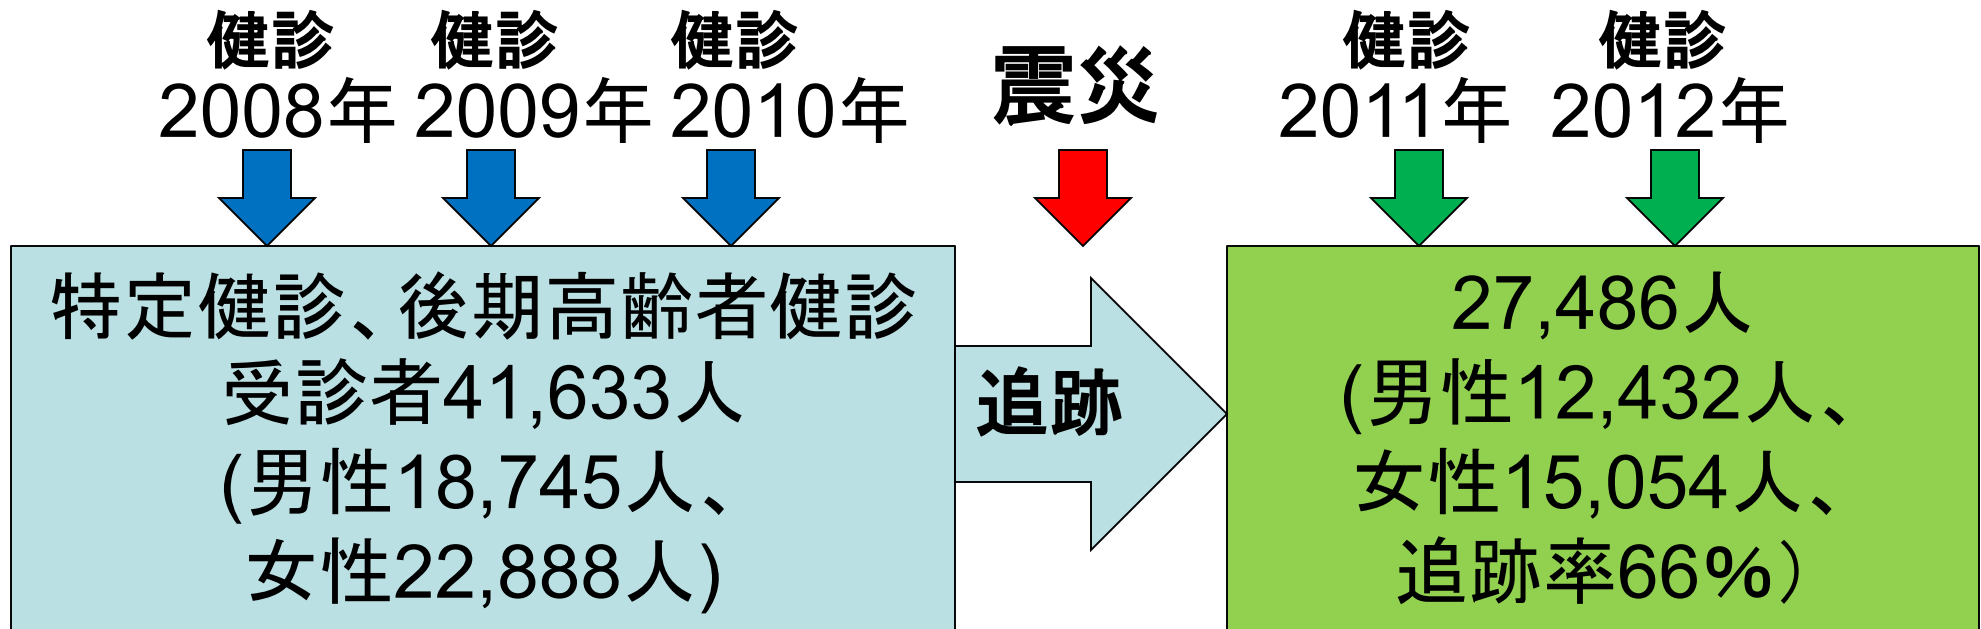 健診 健診 健診 健診 健診
2008年 2009年 2010年 震災 2011年 2012年
特定健診、後期高齢者健診
受診者41,633人
(男性18,745人、
女性22,888人)
追跡
27,486人
(男性12,432人、
女性15,054人、
追跡率66%）